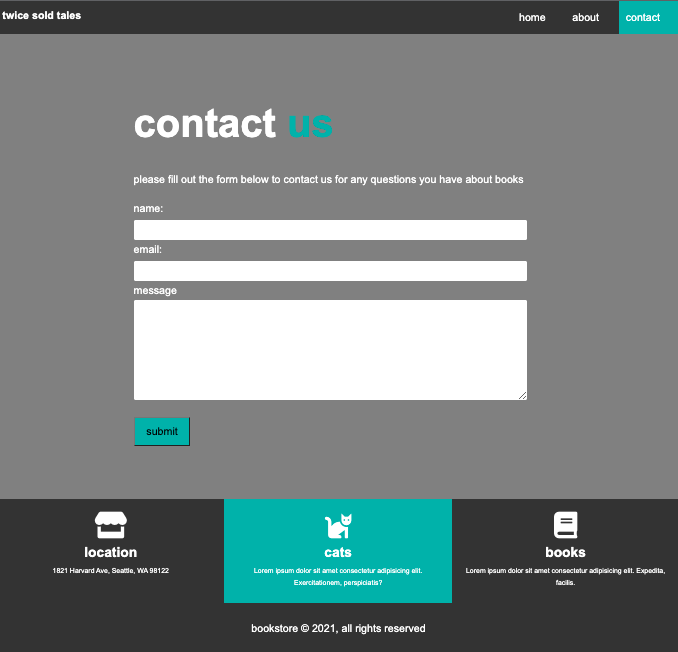 twice sold tales
home about contact
contact us
please fill out the form below to contact us for any questions you have about books
name:
email:
message
submit
location
1821 Harvard Ave, Seattle, WA 98122
cats
Lorem ipsum dolor sit amet consectetur adipisicing elit.
Exercitationem, perspiciatis?
books
Lorem ipsum dolor sit amet consectetur adipisicing elit. Expedita,
facilis.
bookstore © 2021, all rights reserved